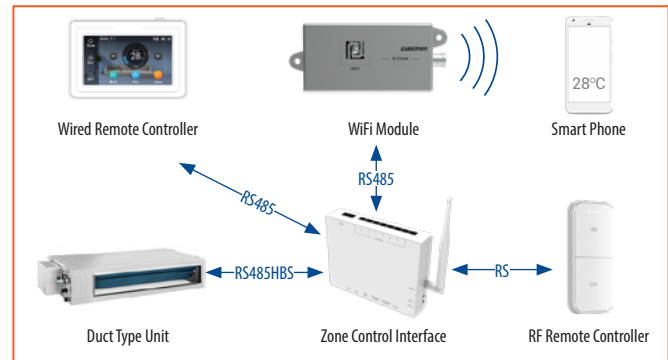 28°C
Wired Remote Controller
WiFi Module
Smart Phone
RS485
RS485
RS485HBS
RS
Duct Type Unit
Zone Control Interface
RF Remote Controller